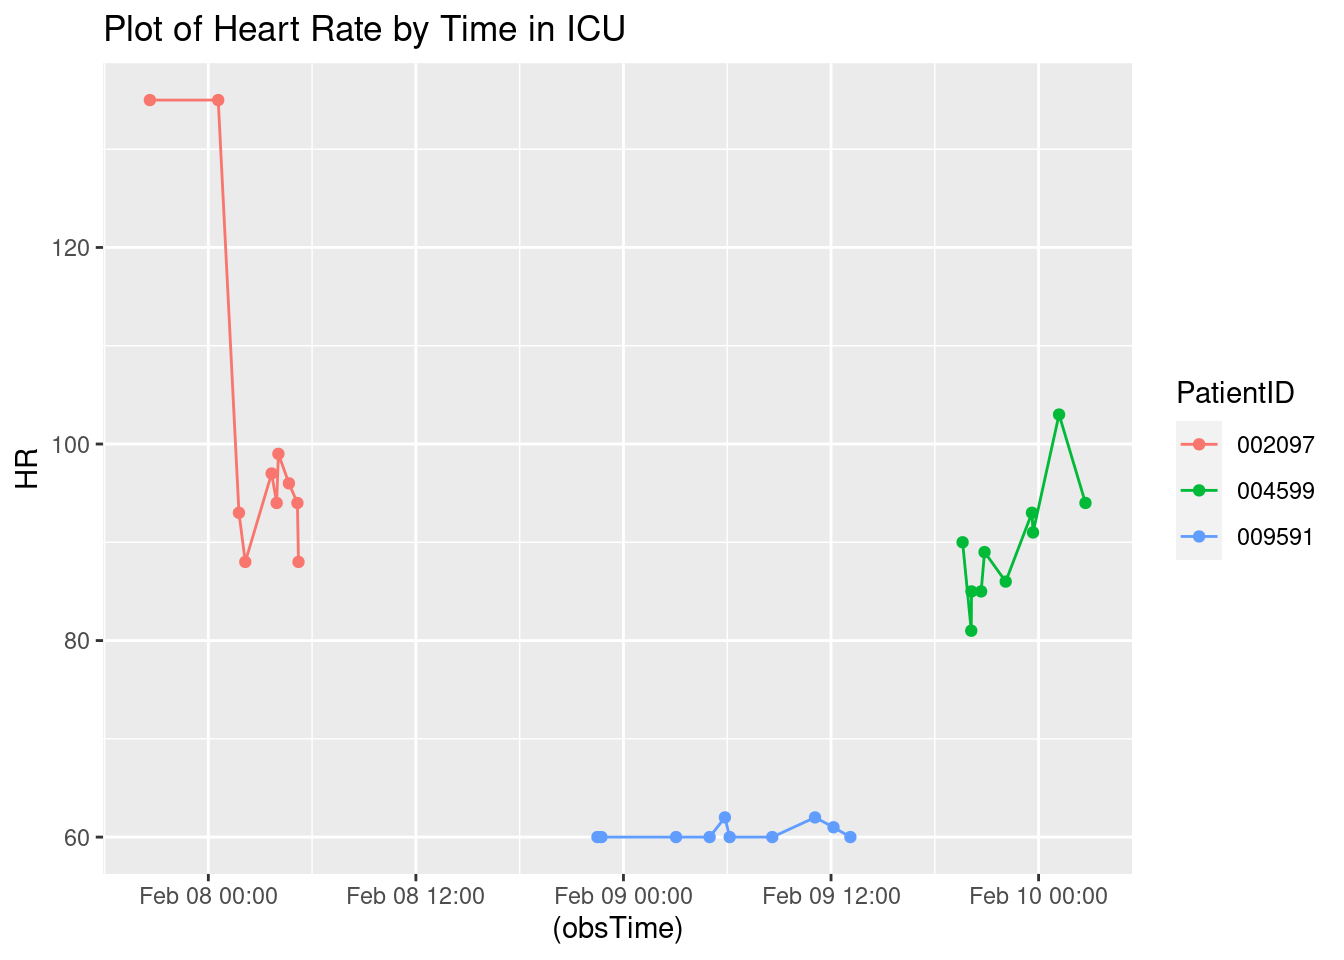 Plot of Heart Rate by Time in ICU
HR
120
100
80
60
Feb 08 00:00
Feb 08 12:00
Feb 09 00:00
Feb 09 12:00
Feb 10 00:00
(obsTime)
PatientID
002097
004599
009591